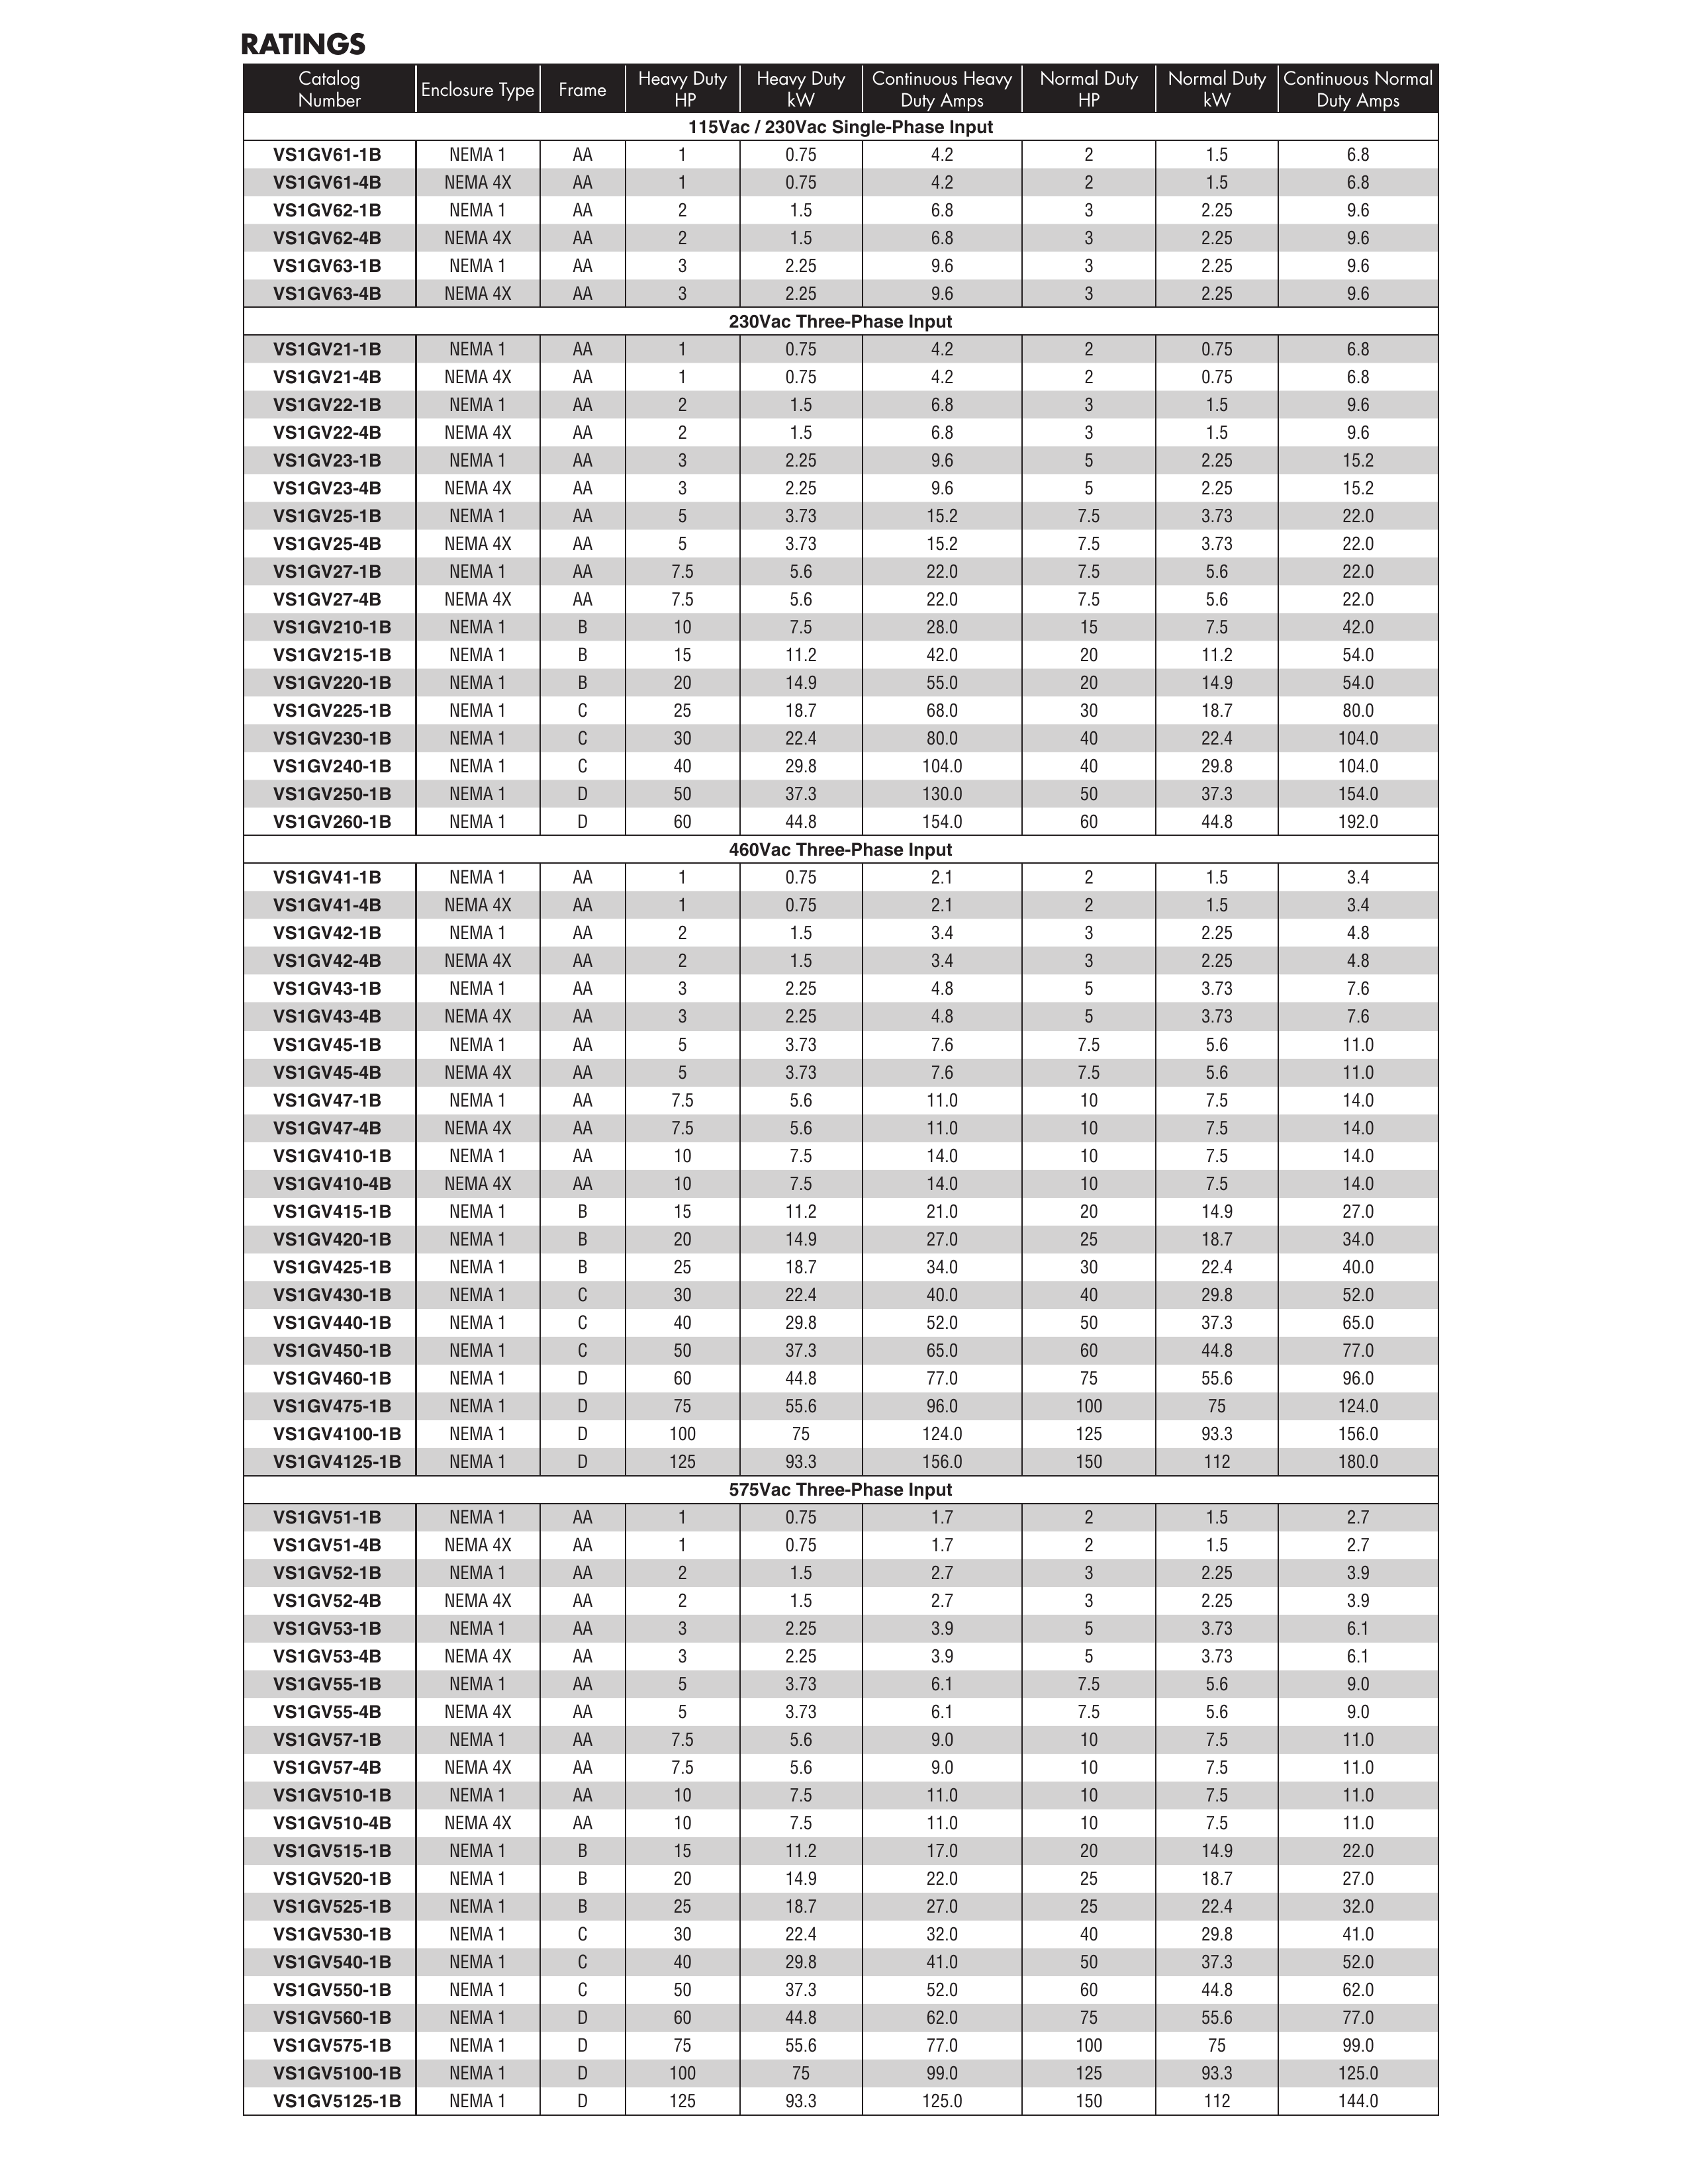 RATINGS
Catalog Number Enclosure Type Frame Heavy Duty HP Heavy Duty kW Continuous Heavy Duty Amps Normal Duty HP Normal Duty kW Continuous Normal Duty Amps
115Vac / 230Vac Single-Phase Input
VS1GV61-1B NEMA 1 AA 1 0.75 4.2 2 1.5 6.8
VS1GV61-4B NEMA 4X AA 1 0.75 4.2 2 1.5 6.8
VS1GV62-1B NEMA 1 AA 2 1.5 6.8 3 2.25 9.6
VS1GV62-4B NEMA 4X AA 2 1.5 6.8 3 2.25 9.6
VS1GV63-1B NEMA 1 AA 3 2.25 9.6 3 2.25 9.6
VS1GV63-4B NEMA 4X AA 3 2.25 9.6 3 2.25 9.6
230Vac Three-Phase Input
VS1GV21-1B NEMA 1 AA 1 0.75 4.2 2 0.75 6.8
VS1GV21-4B NEMA 4X AA 1 0.75 4.2 2 0.75 6.8
VS1GV22-1B NEMA 1 AA 2 1.5 6.8 3 1.5 9.6
VS1GV22-4B NEMA 4X AA 2 1.5 6.8 3 1.5 9.6
VS1GV23-1B NEMA 1 AA 3 2.25 9.6 5 2.25 15.2
VS1GV23-4B NEMA 4X AA 3 2.25 9.6 5 2.25 15.2
VS1GV25-1B NEMA 1 AA 5 3.73 15.2 7.5 3.73 22.0
VS1GV25-4B NEMA 4X AA 5 3.73 15.2 7.5 3.73 22.0
VS1GV27-1B NEMA 1 AA 7.5 5.6 22.0 7.5 5.6 22.0
VS1GV27-4B NEMA 4X AA 7.5 5.6 22.0 7.5 5.6 22.0
VS1GV210-1B NEMA 1 B 10 7.5 28.0 15 7.5 42.0
VS1GV215-1B NEMA 1 B 15 11.2 42.0 20 11.2 54.0
VS1GV220-1B NEMA 1 B 20 14.9 55.0 20 14.9 54.0
VS1GV225-1B NEMA 1 C 25 18.7 68.0 30 18.7 80.0
VS1GV230-1B NEMA 1 C 30 22.4 80.0 40 22.4 104.0
VS1GV240-1B NEMA 1 C 40 29.8 104.0 40 29.8 104.0
VS1GV250-1B NEMA 1 D 50 37.3 130.0 50 37.3 154.0
VS1GV260-1B NEMA 1 D 60 44.8 154.0 60 44.8 192.0
460Vac Three-Phase Input
VS1GV41-1B NEMA 1 AA 1 0.75 2.1 2 1.5 3.4
VS1GV41-4B NEMA 4X AA 1 0.75 2.1 2 1.5 3.4
VS1GV42-1B NEMA 1 AA 2 1.5 3.4 3 2.25 4.8
VS1GV42-4B NEMA 4X AA 2 1.5 3.4 3 2.25 4.8
VS1GV43-1B NEMA 1 AA 3 2.25 4.8 5 3.73 7.6
VS1GV43-4B NEMA 4X AA 3 2.25 4.8 5 3.73 7.6
VS1GV45-1B NEMA 1 AA 5 3.73 7.6 7.5 5.6 11.0
VS1GV45-4B NEMA 4X AA 5 3.73 7.6 7.5 5.6 11.0
VS1GV47-1B NEMA 1 AA 7.5 5.6 11.0 10 7.5 14.0
VS1GV47-4B NEMA 4X AA 7.5 5.6 11.0 10 7.5 14.0
VS1GV410-1B NEMA 1 AA 10 7.5 14.0 10 7.5 14.0
VS1GV410-4B NEMA 4X AA 10 7.5 14.0 10 7.5 14.0
VS1GV415-1B NEMA 1 B 15 11.2 21.0 20 14.9 27.0
VS1GV420-1B NEMA 1 B 20 14.9 27.0 25 18.7 34.0
VS1GV425-1B NEMA 1 B 25 18.7 34.0 30 22.4 40.0
VS1GV430-1B NEMA 1 C 30 22.4 40.0 40 29.8 52.0
VS1GV440-1B NEMA 1 C 40 29.8 52.0 50 37.3 65.0
VS1GV450-1B NEMA 1 C 50 37.3 65.0 60 44.8 77.0
VS1GV460-1B NEMA 1 D 60 44.8 77.0 75 55.6 96.0
VS1GV475-1B NEMA 1 D 75 55.6 96.0 100 75 124.0
VS1GV4100-1B NEMA 1 D 100 75 124.0 125 93.3 156.0
VS1GV4125-1B NEMA 1 D 125 93.3 156.0 150 112 180.0
575Vac Three-Phase Input
VS1GV51-1B NEMA 1 AA 1 0.75 1.7 2 1.5 2.7
VS1GV51-4B NEMA 4X AA 1 0.75 1.7 2 1.5 2.7
VS1GV52-1B NEMA 1 AA 2 1.5 2.7 3 2.25 3.9
VS1GV52-4B NEMA 4X AA 2 1.5 2.7 3 2.25 3.9
VS1GV53-1B NEMA 1 AA 3 2.25 3.9 5 3.73 6.1
VS1GV53-4B NEMA 4X AA 3 2.25 3.9 5 3.73 6.1
VS1GV55-1B NEMA 1 AA 5 3.73 6.1 7.5 5.6 9.0
VS1GV55-4B NEMA 4X AA 5 3.73 6.1 7.5 5.6 9.0
VS1GV57-1B NEMA 1 AA 7.5 5.6 9.0 10 7.5 11.0
VS1GV57-4B NEMA 4X AA 7.5 5.6 9.0 10 7.5 11.0
VS1GV510-1B NEMA 1 AA 10 7.5 11.0 10 7.5 11.0
VS1GV510-4B NEMA 4X AA 10 7.5 11.0 10 7.5 11.0
VS1GV515-1B NEMA 1 B 15 11.2 17.0 20 14.9 22.0
VS1GV520-1B NEMA 1 B 20 14.9 22.0 25 18.7 27.0
VS1GV525-1B NEMA 1 B 25 18.7 27.0 25 22.4 32.0
VS1GV530-1B NEMA 1 C 30 22.4 32.0 40 29.8 41.0
VS1GV540-1B NEMA 1 C 40 29.8 41.0 50 37.3 52.0
VS1GV550-1B NEMA 1 C 50 37.3 52.0 60 44.8 62.0
VS1GV560-1B NEMA 1 D 60 44.8 62.0 75 55.6 77.0
VS1GV575-1B NEMA 1 D 75 55.6 77.0 100 75 99.0
VS1GV5100-1B NEMA 1 D 100 75 99.0 125 93.3 125.0
VS1GV5125-1B NEMA 1 D 125 93.3 125.0 150 112 144.0